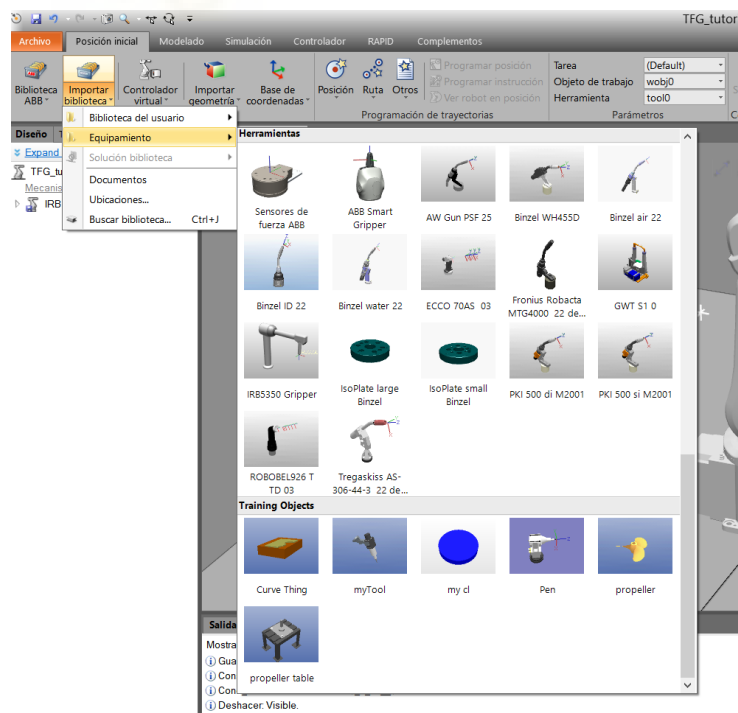 TFG_tutor
Archivo Posición inicial Modelado Simulación Controlador RAPID Complementos
Biblioteca ABB Importar biblioteca Controlador virtual Importar geometría Base de coordenadas Posición Ruta Otros
Programar posición
Programar instrucción
Ver robot en posición
Programación de trayectorias
Tarea (Default)
Objeto de trabajo wobj0
Herramienta tool0
Parámetros
Diseño
Expand
TFG_tu
Mecanis
IRB
Biblioteca del usuario
Equipamiento
Solución biblioteca
Documentos
Ubicaciones...
Buscar biblioteca... Ctrl+J
Herramientas
Sensores de fuerza ABB
ABB Smart Gripper
AW Gun PSF 25
Binzel WH455D
Binzel air 22
Binzel ID 22
Binzel water 22
ECCO 70AS 03
Fronius Robacta MTG4000 22 de...
GWT S1 0
IRB5350 Gripper
IsoPlate large Binzel
IsoPlate small Binzel
PKI 500 di M2001
PKI 500 si M2001
ROBOBEL926 T TD 03
Tregaskiss AS-306-44-3 22 de...
Training Objects
Curve Thing
myTool
my cl
Pen
propeller
propeller table
Salida
Mostra
Gua
Con
Con
Deshacer: Visible.